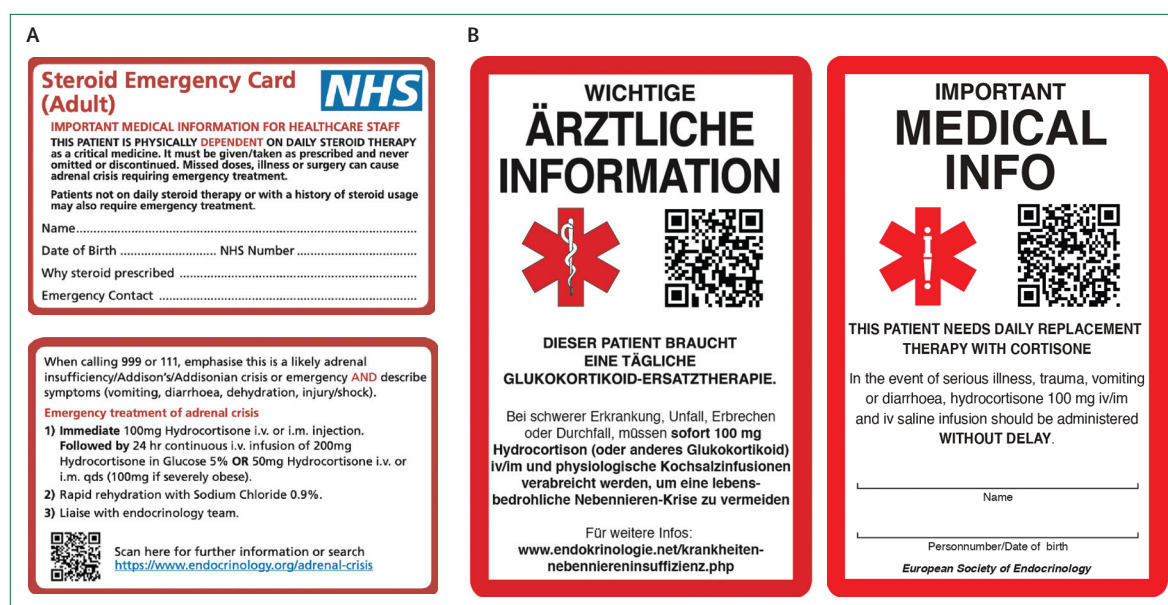 A
Steroid Emergency Card
(Adult)
NHS
IMPORTANT MEDICAL INFORMATION FOR HEALTHCARE STAFF
THIS PATIENT IS PHYSICALLY DEPENDENT ON DAILY STEROID THERAPY
as a critical medicine. It must be given/taken as prescribed and never
omitted or discontinued. Missed doses, illness or surgery can cause
adrenal crisis requiring emergency treatment.
Patients not on daily steroid therapy or with a history of steroid usage
may also require emergency treatment.
Name
Date of Birth NHS Number
Why steroid prescribed
Emergency Contact
When calling 999 or 111, emphasise this is a likely adrenal
insufficiency/Addison's/Addisonian crisis or emergency AND describe
symptoms (vomiting, diarrhoea, dehydration, injury/shock).
Emergency treatment of adrenal crisis
1) Immediate 100mg Hydrocortisone i.v. or i.m. injection.
Followed by 24 hr continuous i.v. infusion of 200mg
Hydrocortisone in Glucose 5% OR 50mg Hydrocortisone i.v. or
i.m. qds (100mg if severely obese).
2) Rapid rehydration with Sodium Chloride 0.9%.
3) Liaise with endocrinology team.
Scan here for further information or search
https://www.endocrinology.org/adrenal-crisis
B
WICHTIGE
ÄRZTLICHE
INFORMATION
DIESER PATIENT BRAUCHT
EINE TÄGLICHE
GLUKOKORTIKOID-ERSATZTHERAPIE.
Bei schwerer Erkrankung, Unfall, Erbrechen
oder Durchfall, müssen sofort 100 mg
Hydrocortison (oder anderes Glukokortikoid)
iv/im und physiologische Kochsalzinfusionen
verabreicht werden, um eine lebens-
bedrohliche Nebennieren-Krise zu vermeiden
Für weitere Infos:
www.endokrinologie.net/krankheiten-
nebenniereninsuffizienz.php
IMPORTANT
MEDICAL
INFO
THIS PATIENT NEEDS DAILY REPLACEMENT
THERAPY WITH CORTISONE
In the event of serious illness, trauma, vomiting
or diarrhoea, hydrocortisone 100 mg iv/im
and iv saline infusion should be administered
WITHOUT DELAY.
Name
Personnumber/Date of birth
European Society of Endocrinology